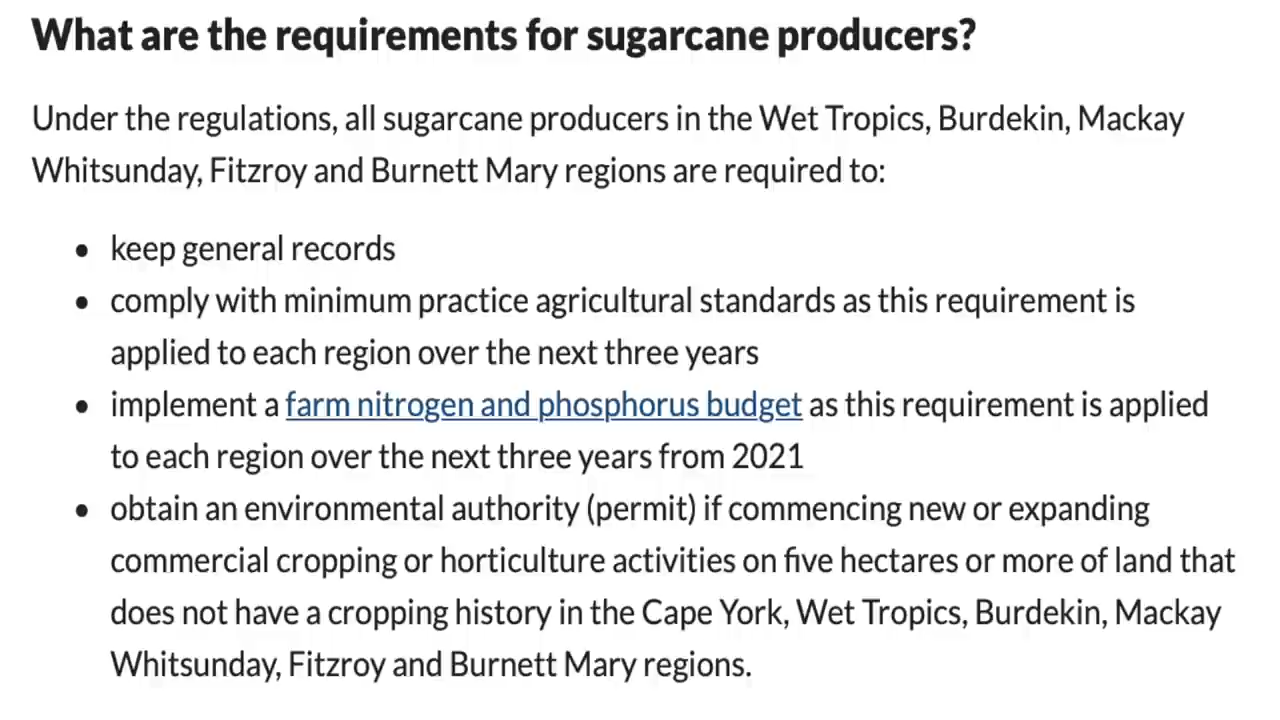 What are the requirements for sugarcane producers?
Under the regulations, all sugarcane producers in the Wet Tropics, Burdekin, Mackay
Whitsunday, Fitzroy and Burnett Mary regions are required to:
• keep general records
• comply with minimum practice agricultural standards as this requirement is
applied to each region over the next three years
• implement a farm nitrogen and phosphorus budget as this requirement is applied
to each region over the next three years from 2021
• obtain an environmental authority (permit) if commencing new or expanding
commercial cropping or horticulture activities on five hectares or more of land that
does not have a cropping history in the Cape York, Wet Tropics, Burdekin, Mackay
Whitsunday, Fitzroy and Burnett Mary regions.